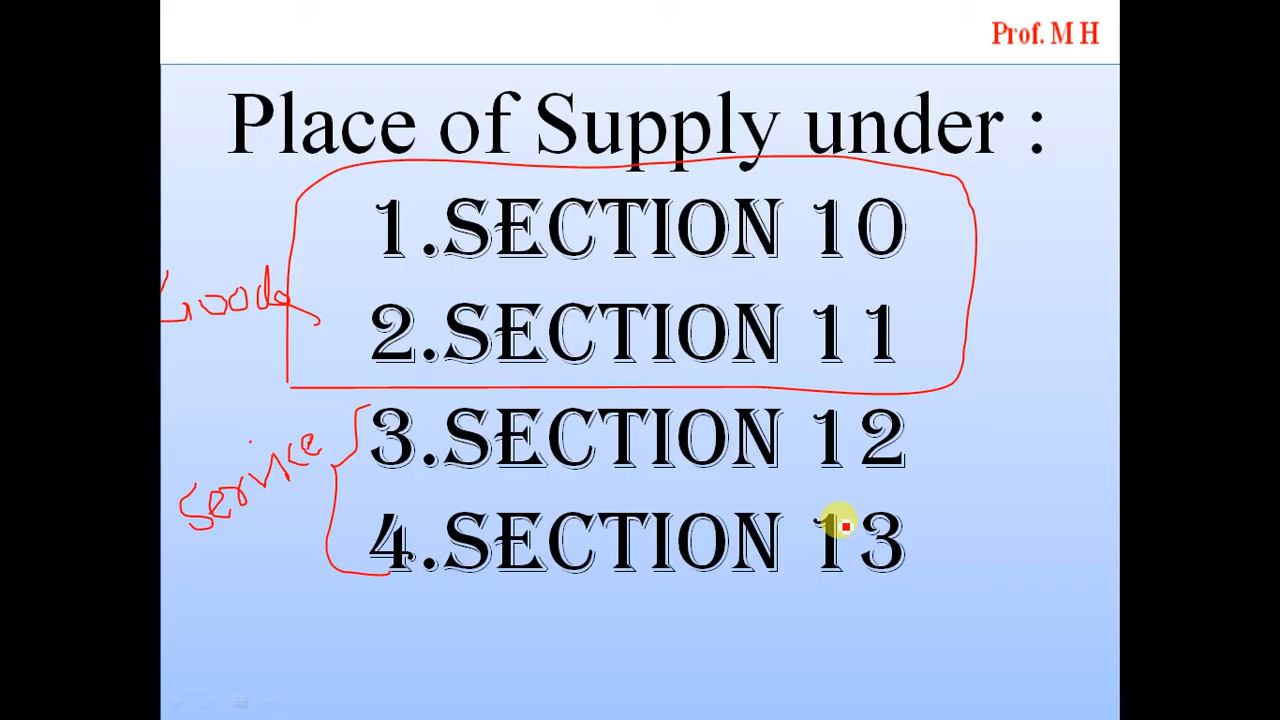 Prof. M H
Place of Supply under :
1.SECTION 10
2.SECTION 11
Goods
3.SECTION 12
Service
4.SECTION 13